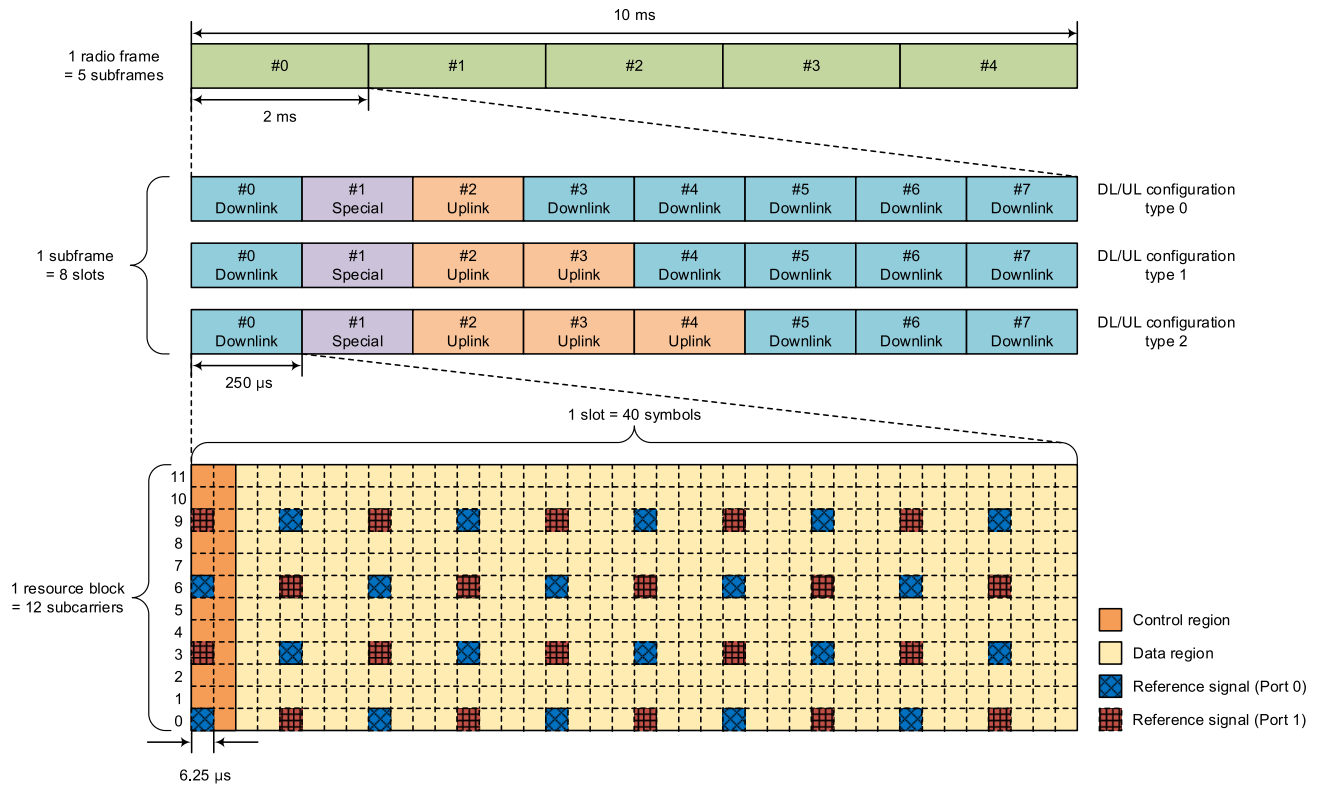 10 ms
1 radio frame
= 5 subframes
#0
#1
#2
#3
#4
2 ms
#0
Downlink
#1
Special
#2
Uplink
#3
Downlink
#4
Downlink
#5
Downlink
#6
Downlink
#7
Downlink
DL/UL configuration
type 0
1 subframe
= 8 slots
#0
Downlink
#1
Special
#2
Uplink
#3
Uplink
#4
Downlink
#5
Downlink
#6
Downlink
#7
Downlink
DL/UL configuration
type 1
#0
Downlink
#1
Special
#2
Uplink
#3
Uplink
#4
Uplink
#5
Downlink
#6
Downlink
#7
Downlink
DL/UL configuration
type 2
250 µs
1 slot = 40 symbols
1 resource block
= 12 subcarriers
11
10
9
8
7
6
5
4
3
2
1
0
6.25 µs
Control region
Data region
Reference signal (Port 0)
Reference signal (Port 1)